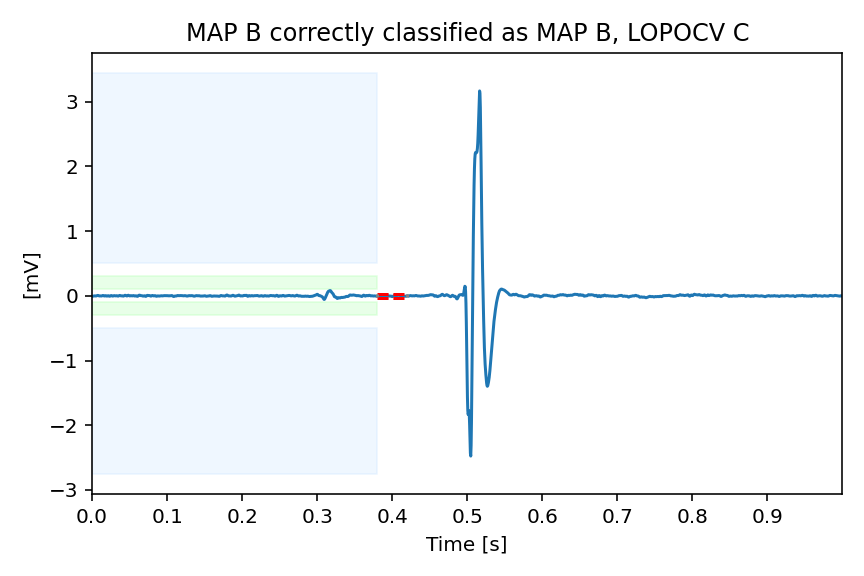 MAP B correctly classified as MAP B, LOPOCV C
[mV]
3
2
1
0
−1
−2
−3
0.0 0.1 0.2 0.3 0.4 0.5 0.6 0.7 0.8 0.9
Time [s]